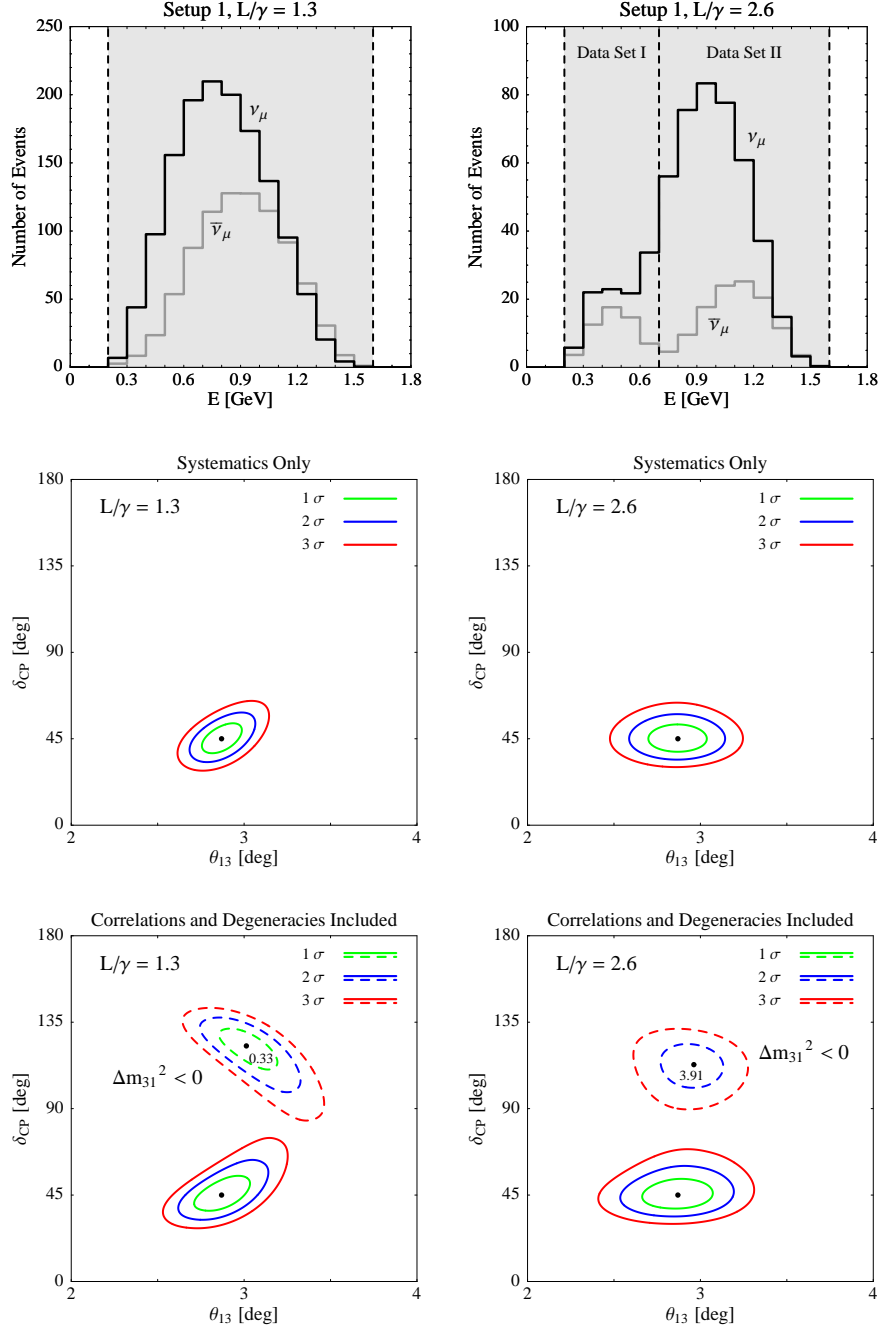 Setup 1, L/γ = 1.3
250
200
150
100
50
0
Number of Events
ν_μ
ν̅_μ
0 0.3 0.6 0.9 1.2 1.5 1.8
E [GeV]
Setup 1, L/γ = 2.6
Data Set I Data Set II
100
80
60
40
20
0
Number of Events
ν_μ
ν̅_μ
0 0.3 0.6 0.9 1.2 1.5 1.8
E [GeV]
Systematics Only
L/γ = 1.3
1 σ
2 σ
3 σ
180
135
90
45
0
δ_CP [deg]
2 3 4
θ_13 [deg]
Systematics Only
L/γ = 2.6
1 σ
2 σ
3 σ
180
135
90
45
0
δ_CP [deg]
2 3 4
θ_13 [deg]
Correlations and Degeneracies Included
L/γ = 1.3
1 σ
2 σ
3 σ
0.33
Δm_31² < 0
180
135
90
45
0
δ_CP [deg]
2 3 4
θ_13 [deg]
Correlations and Degeneracies Included
L/γ = 2.6
1 σ
2 σ
3 σ
Δm_31² < 0
3.91
180
135
90
45
0
δ_CP [deg]
2 3 4
θ_13 [deg]